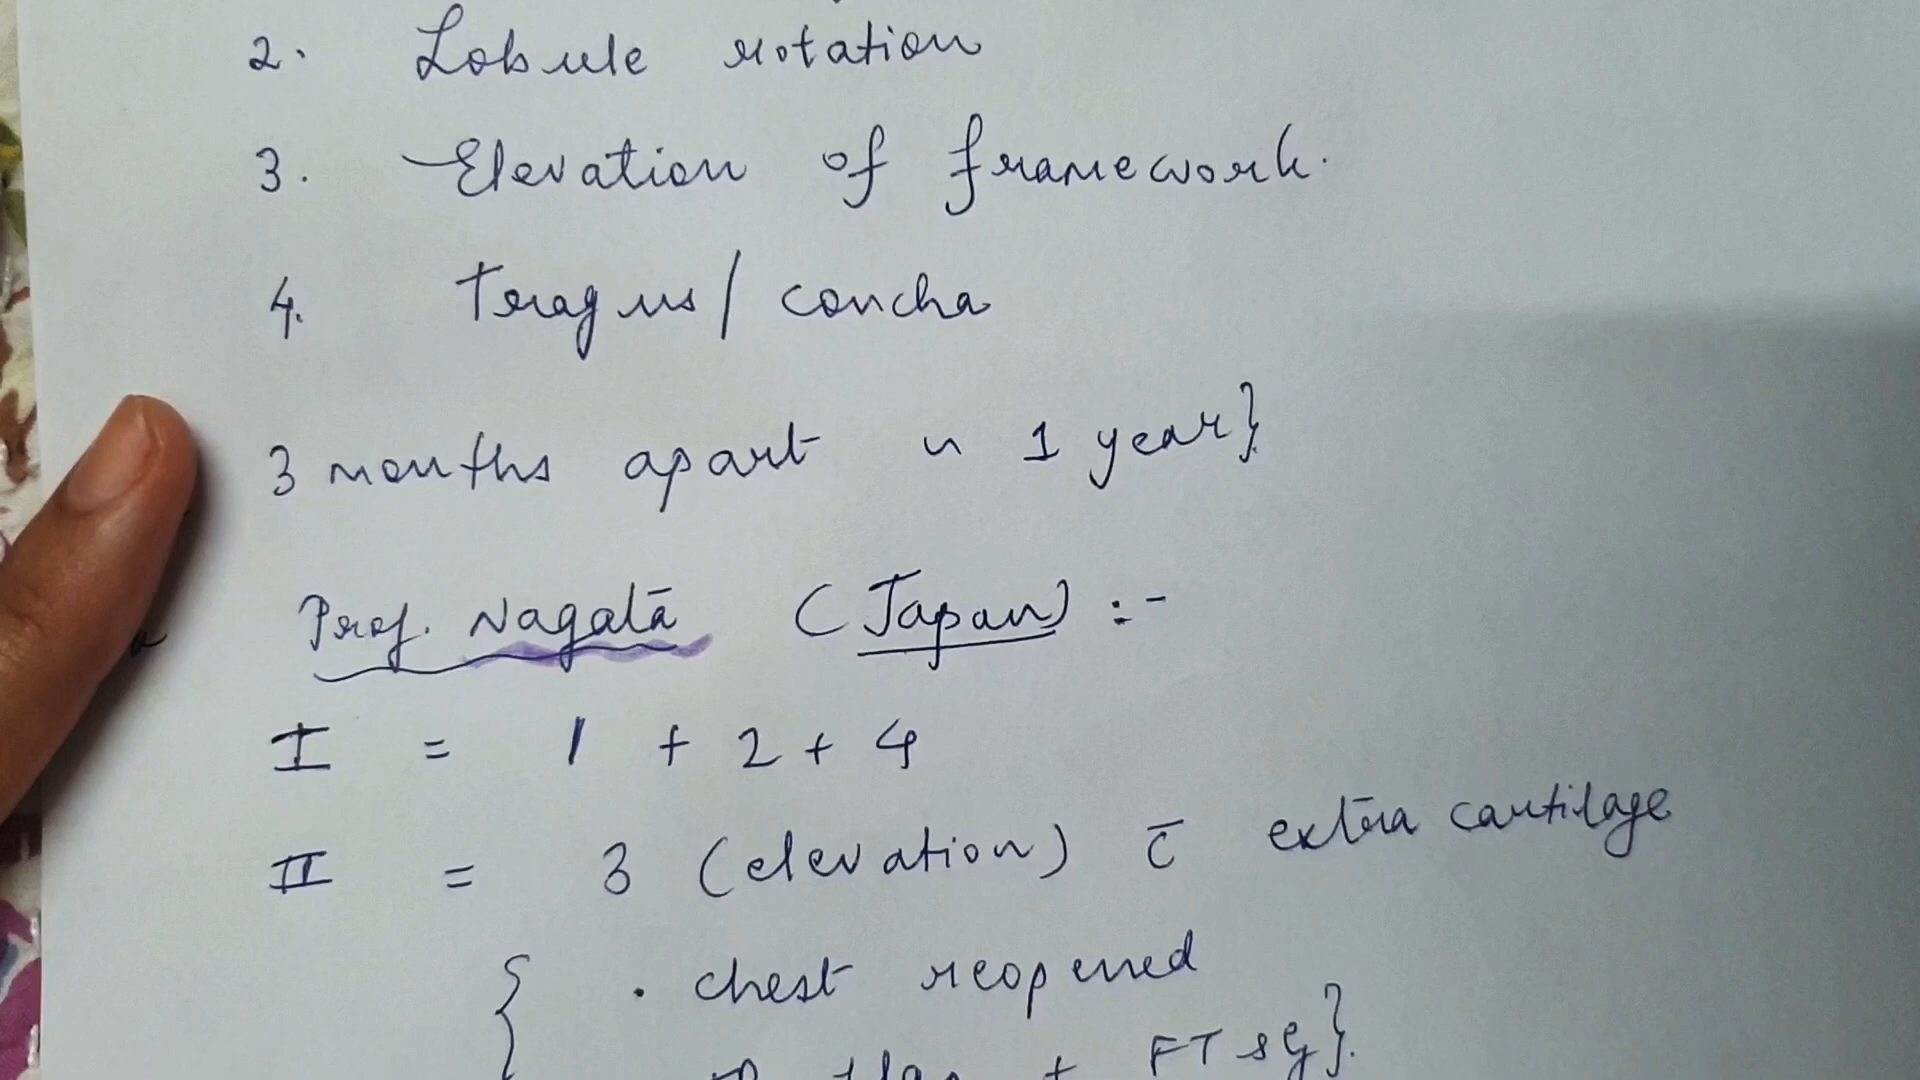 2. Lobule rotation
3. Elevation of framework.
4. Tragus / concha
3 months apart 1 year}
Prof. Nagata (Japan) :-
I = 1 + 2 + 4
II = 3 (elevation) c̄ extra cartilage
{ . chest reopened
flap + FTSG}.